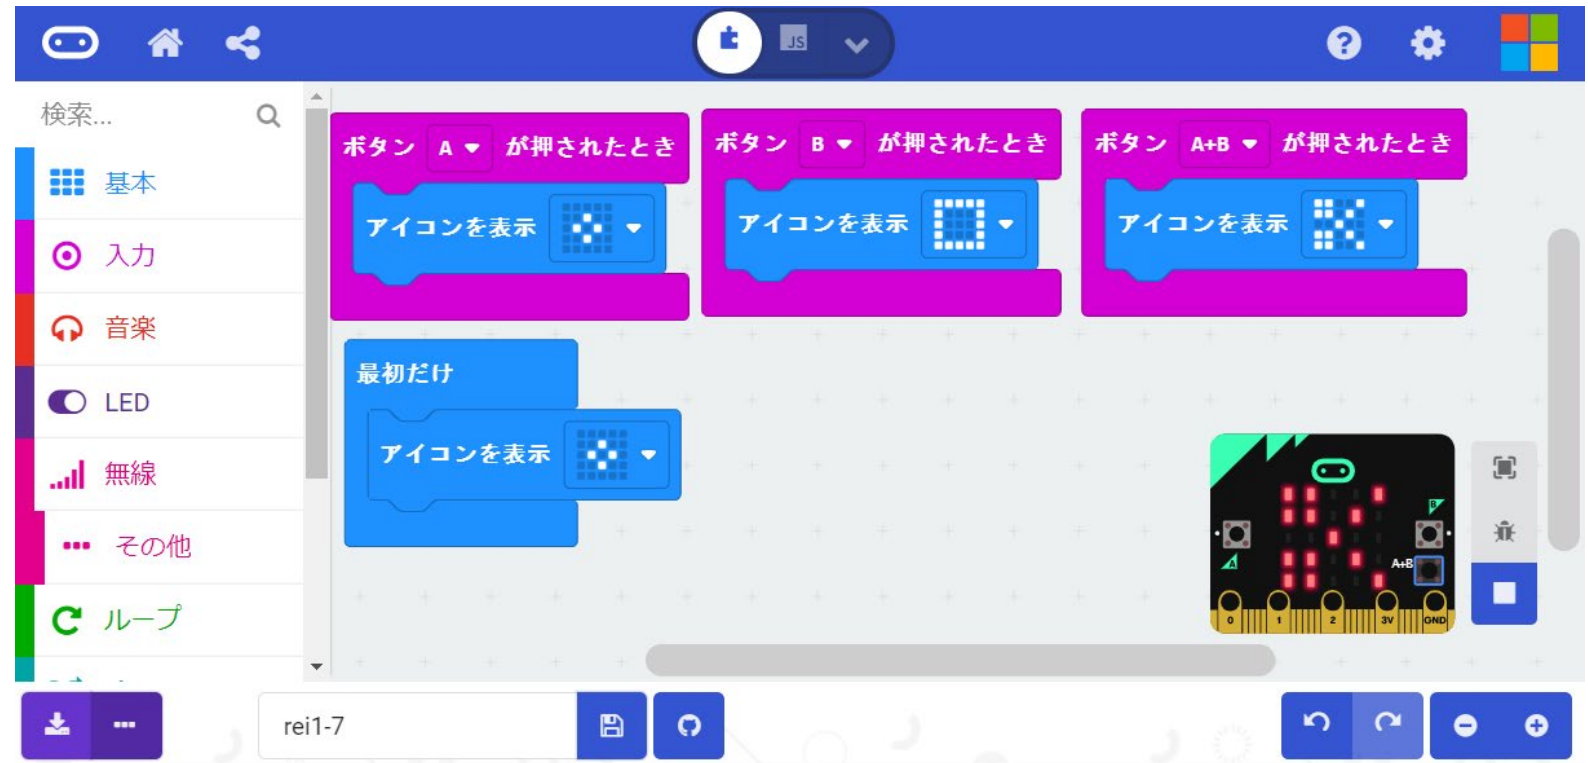 JS
検索...
基本
入力
音楽
LED
無線
その他
ループ
ボタン A が押されたとき
アイコンを表示
ボタン B が押されたとき
アイコンを表示
ボタン A+B が押されたとき
アイコンを表示
最初だけ
アイコンを表示
B
A
A+B
0 1 2 3V GND
rei1-7